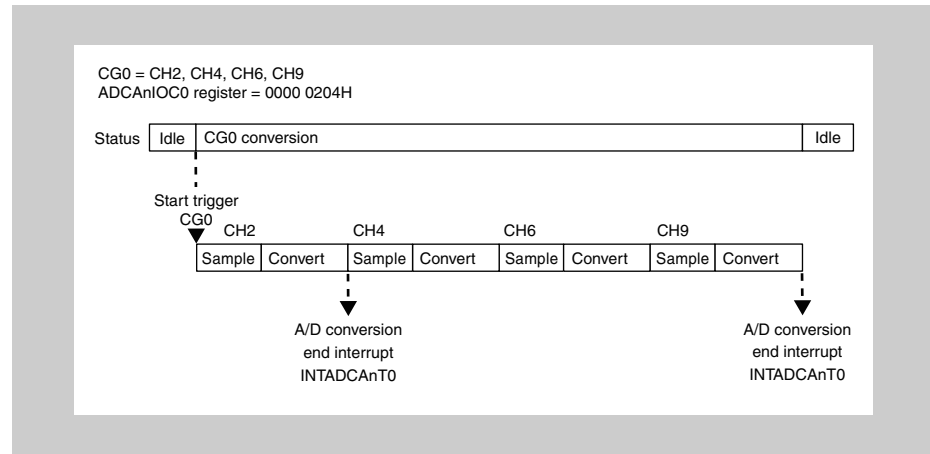 CG0 = CH2, CH4, CH6, CH9
ADCAnIOC0 register = 0000 0204H
Status Idle CG0 conversion Idle
Start trigger
CG0
CH2 CH4 CH6 CH9
Sample Convert Sample Convert Sample Convert Sample Convert
A/D conversion
end interrupt
INTADCAnT0
A/D conversion
end interrupt
INTADCAnT0